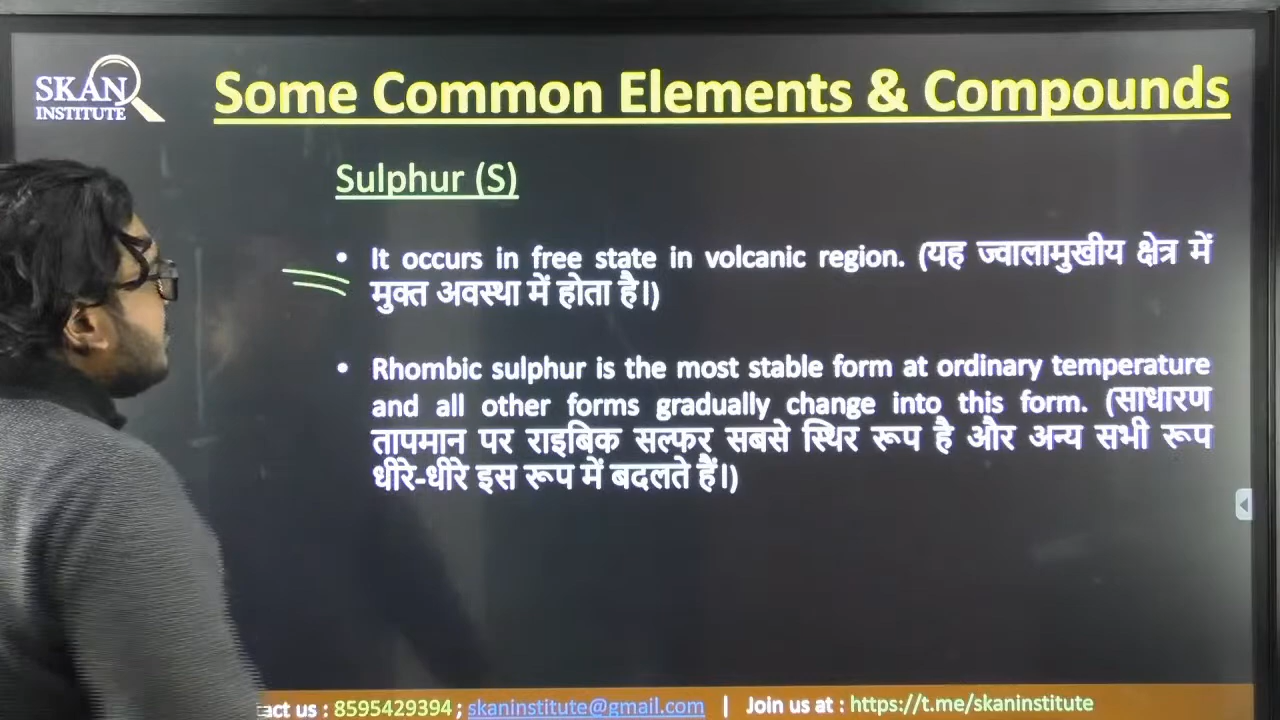 SKAN
INSTITUTE
Some Common Elements & Compounds
Sulphur (S)
• It occurs in free state in volcanic region. (यह ज्वालामुखीय क्षेत्र में
मुक्त अवस्था में होता है।)
• Rhombic sulphur is the most stable form at ordinary temperature
and all other forms gradually change into this form. (साधारण
तापमान पर राइबिक सल्फर सबसे स्थिर रूप है और अन्य सभी रूप
धीरे-धीरे इस रूप में बदलते हैं।)
us : 8595429394 ; skaninstitute@gmail.com | Join us at : https://t.me/skaninstitute